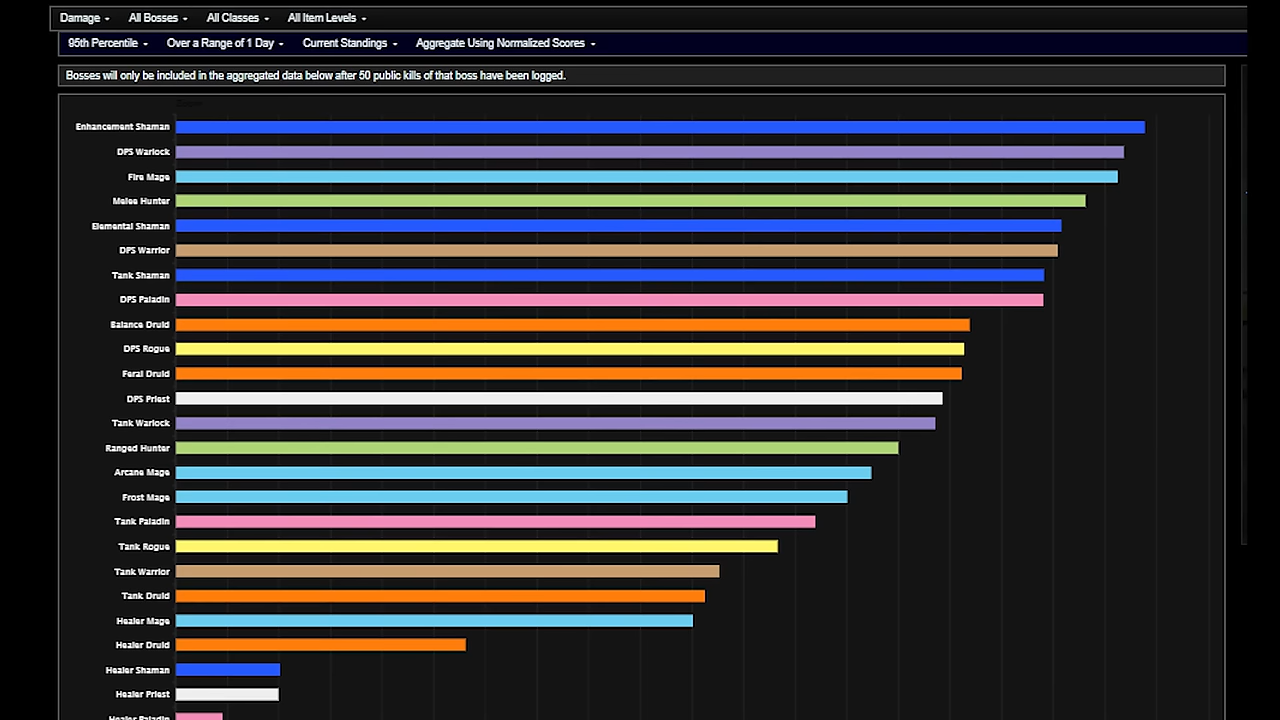 Damage All Bosses All Classes All Item Levels
95th Percentile Over a Range of 1 Day Current Standings Aggregate Using Normalized Scores
Bosses will only be included in the aggregated data below after 50 public kills of that boss have been logged.
Enhancement Shaman
DPS Warlock
Fire Mage
Melee Hunter
Elemental Shaman
DPS Warrior
Tank Shaman
DPS Paladin
Balance Druid
DPS Rogue
Feral Druid
DPS Priest
Tank Warlock
Ranged Hunter
Arcane Mage
Frost Mage
Tank Paladin
Tank Rogue
Tank Warrior
Tank Druid
Healer Mage
Healer Druid
Healer Shaman
Healer Priest
Healer Paladin